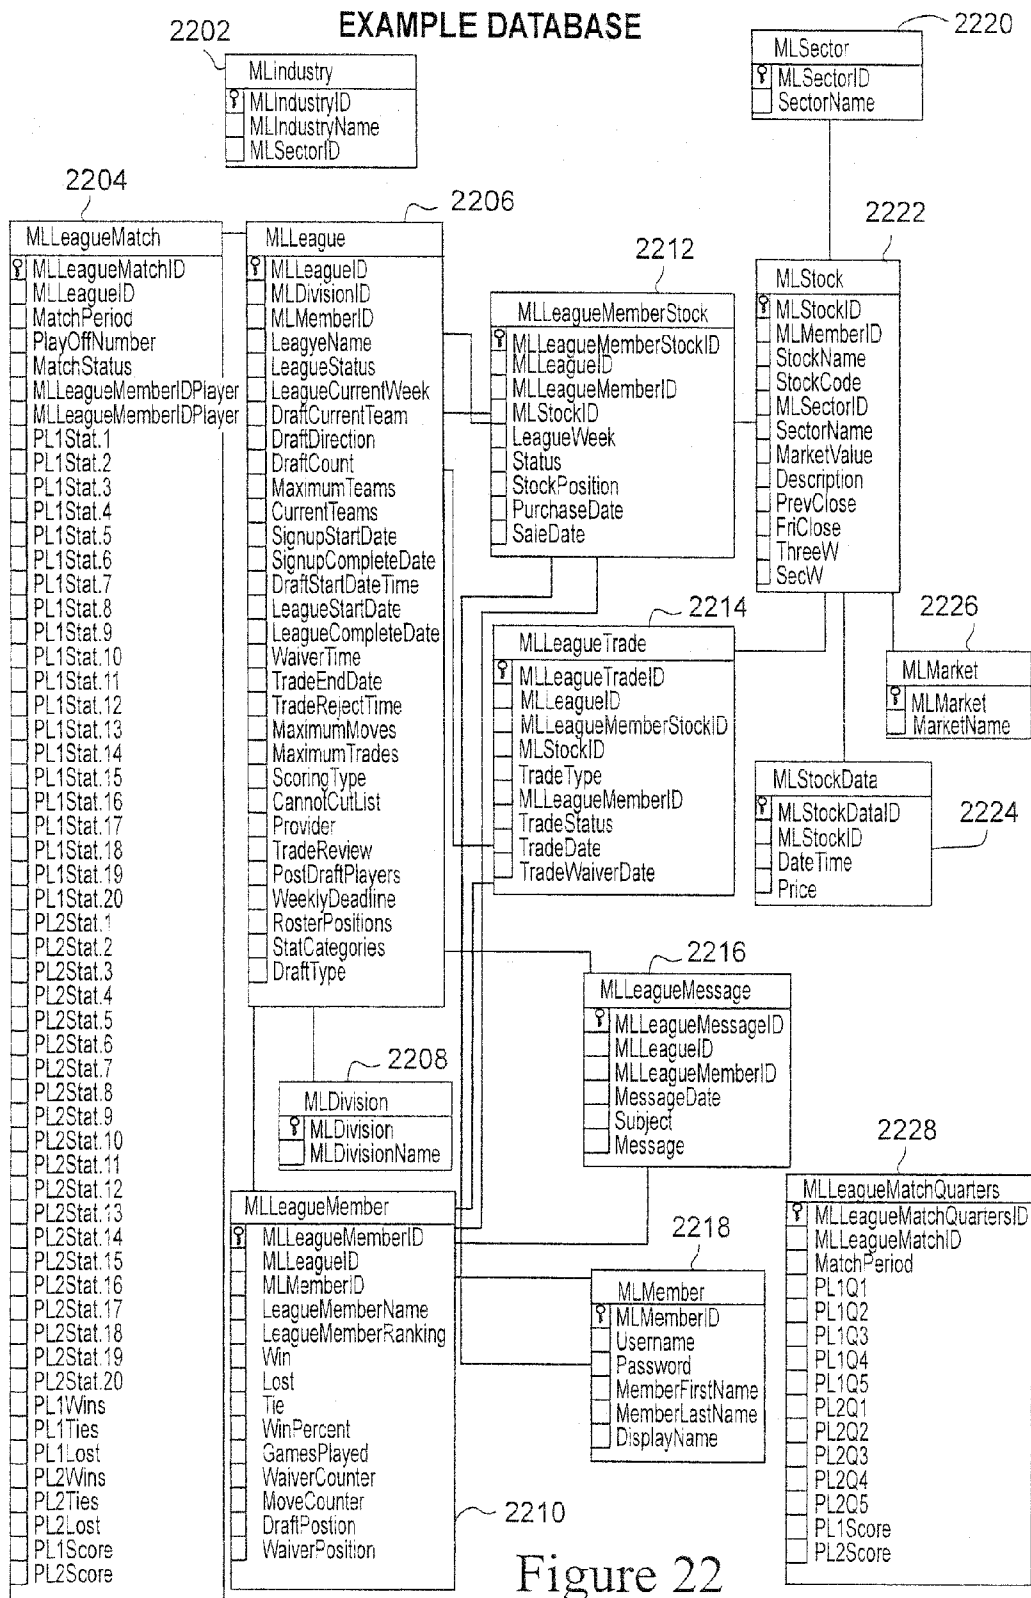 EXAMPLE DATABASE
2202
MLindustry
MLIndustryID
MLIndustryName
MLSectorID
2220
MLSector
MLSectorID
SectorName
2204
MLLeagueMatch
MLLeagueMatchID
MLLeagueID
MatchPeriod
PlayOffNumber
MatchStatus
MLLeagueMemberIDPlayer
MLLeagueMemberIDPlayer
PL1Stat.1
PL1Stat.2
PL1Stat.3
PL1Stat.4
PL1Stat.5
PL1Stat.6
PL1Stat.7
PL1Stat.8
PL1Stat.9
PL1Stat.10
PL1Stat.11
PL1Stat.12
PL1Stat.13
PL1Stat.14
PL1Stat.15
PL1Stat.16
PL1Stat.17
PL1Stat.18
PL1Stat.19
PL1Stat.20
PL2Stat.1
PL2Stat.2
PL2Stat.3
PL2Stat.4
PL2Stat.5
PL2Stat.6
PL2Stat.7
PL2Stat.8
PL2Stat.9
PL2Stat.10
PL2Stat.11
PL2Stat.12
PL2Stat.13
PL2Stat.14
PL2Stat.15
PL2Stat.16
PL2Stat.17
PL2Stat.18
PL2Stat.19
PL2Stat.20
PL1Wins
PL1Ties
PL1Lost
PL2Wins
PL2Ties
PL2Lost
PL1Score
PL2Score
2206
MLLeague
MLLeagueID
MLDivisionID
MLMemberID
LeagyeName
LeagueStatus
LeagueCurrentWeek
DraftCurrentTeam
DraftDirection
DraftCount
MaximumTeams
CurrentTeams
SignupStartDate
SignupCompleteDate
DraftStartDateTime
LeagueStartDate
LeagueCompleteDate
WaiverTime
TradeEndDate
TradeRejectTime
MaximumMoves
MaximumTrades
ScoringType
CannotCutList
Provider
TradeReview
PostDraftPlayers
WeeklyDeadline
RosterPositions
StatCategories
DraftType
2212
MLLeagueMemberStock
MLLeagueMemberStockID
MLLeagueID
MLLeagueMemberID
MLStockID
LeagueWeek
Status
StockPosition
PurchaseDate
SaleDate
2222
MLStock
MLStockID
MLMemberID
StockName
StockCode
MLSectorID
SectorName
MarketValue
Description
PrevClose
FriClose
ThreeW
SecW
2214
MLLeagueTrade
MLLeagueTradeID
MLLeagueID
MLLeagueMemberStockID
MLStockID
TradeType
MLLeagueMemberID
TradeStatus
TradeDate
TradeWaiverDate
2226
MLMarket
MLMarket
MarketName
MLStockData
MLStockDataID
MLStockID
DateTime
Price
2224
2216
MLLeagueMessage
MLLeagueMessageID
MLLeagueID
MLLeagueMemberID
MessageDate
Subject
Message
2208
MLDivision
MLDivision
MLDivisionName
MLLeagueMember
MLLeagueMemberID
MLLeagueID
MLMemberID
LeagueMemberName
LeagueMemberRanking
Win
Lost
Tie
WinPercent
GamesPlayed
WaiverCounter
MoveCounter
DraftPostion
WaiverPosition
2210
2218
MLMember
MLMemberID
Username
Password
MemberFirstName
MemberLastName
DisplayName
2228
MLLeagueMatchQuarters
MLLeagueMatchQuartersID
MLLeagueMatchID
MatchPeriod
PL1Q1
PL1Q2
PL1Q3
PL1Q4
PL1Q5
PL2Q1
PL2Q2
PL2Q3
PL2Q4
PL2Q5
PL1Score
PL2Score
Figure 22